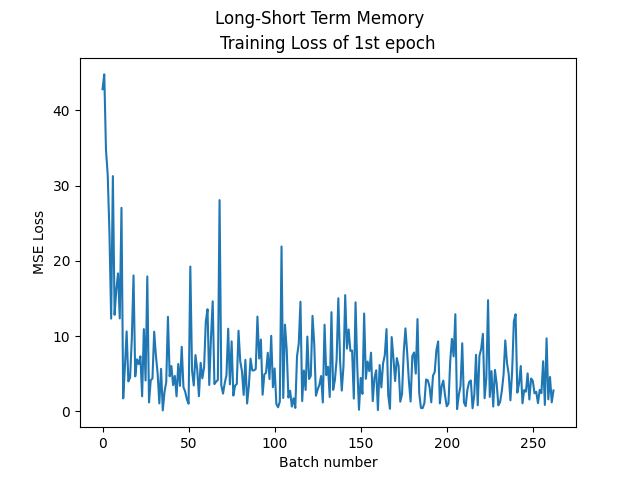 Long-Short Term Memory
Training Loss of 1st epoch
MSE Loss
40
30
20
10
0
0 50 100 150 200 250
Batch number